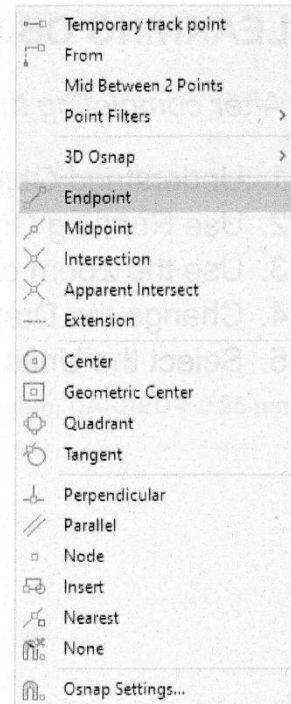 Temporary track point
From
Mid Between 2 Points
Point Filters >
3D Osnap >
Endpoint
Midpoint
Intersection
Apparent Intersect
Extension
Center
Geometric Center
Quadrant
Tangent
Perpendicular
Parallel
Node
Insert
Nearest
None
Osnap Settings...